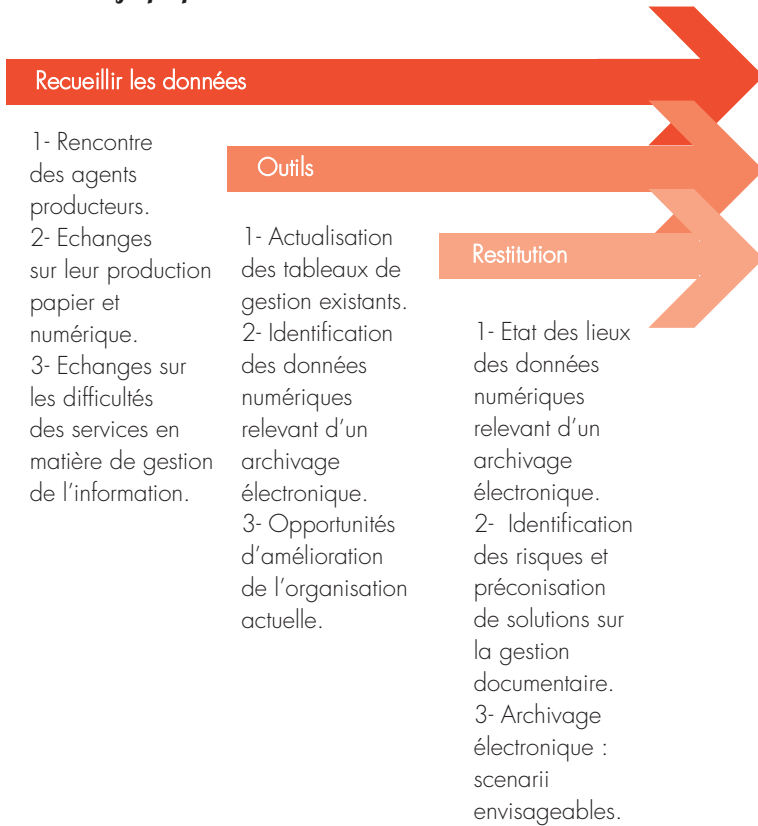 Recueillir les données
1- Rencontre
des agents
producteurs.
2- Echanges
sur leur production
papier et
numérique.
3- Echanges sur
les difficultés
des services en
matière de gestion
de l’information.
Outils
1- Actualisation
des tableaux de
gestion existants.
2- Identification
des données
numériques
relevant d’un
archivage
électronique.
3- Opportunités
d’amélioration
de l’organisation
actuelle.
Restitution
1- Etat des lieux
des données
numériques
relevant d’un
archivage
électronique.
2- Identification
des risques et
préconisation
de solutions sur
la gestion
documentaire.
3- Archivage
électronique :
scenarii
envisageables.